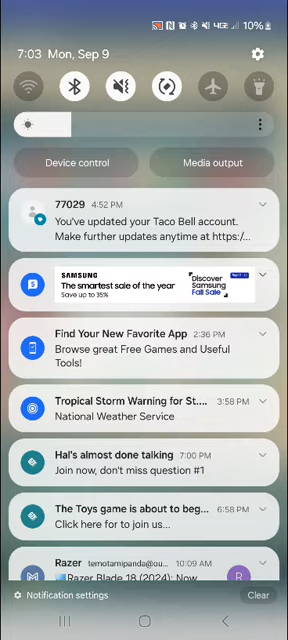 4G
10%
7:03 Mon, Sep 9
Device control
Media output
77029 4:52 PM
You've updated your Taco Bell account.
Make further updates anytime at https:/...
SAMSUNG
The smartest sale of the year
Save up to 35%
Discover
Samsung
Fall Sale
Find Your New Favorite App 2:36 PM
Browse great Free Games and Useful
Tools!
Tropical Storm Warning for St.... 3:58 PM
National Weather Service
Hal's almost done talking 7:00 PM
Join now, don't miss question #1
The Toys game is about to beg... 6:58 PM
Click here for to join us...
Razer temotamipanda@ou... 10:09 AM
Razer Blade 18 (2024): Now
R
Notification settings
Clear